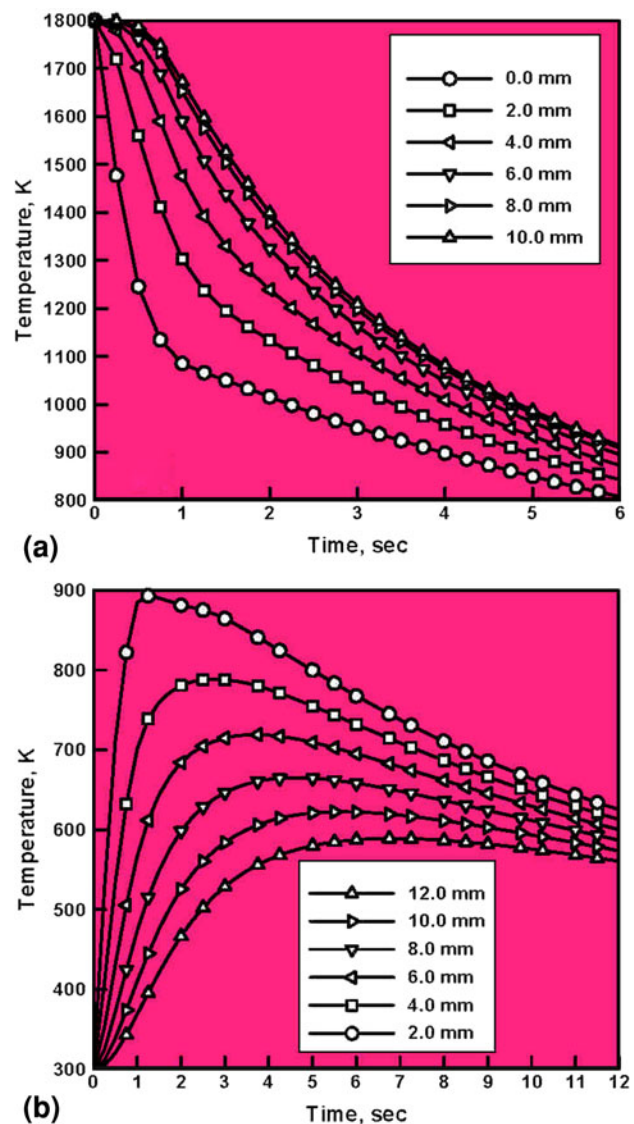 1800
1700
1600
1500
1400
1300
1200
1100
1000
900
800
Temperature, K
0.0 mm
2.0 mm
4.0 mm
6.0 mm
8.0 mm
10.0 mm
0 1 2 3 4 5 6
(a) Time, sec
900
800
700
600
500
400
300
Temperature, K
12.0 mm
10.0 mm
8.0 mm
6.0 mm
4.0 mm
2.0 mm
0 1 2 3 4 5 6 7 8 9 10 11 12
(b) Time, sec